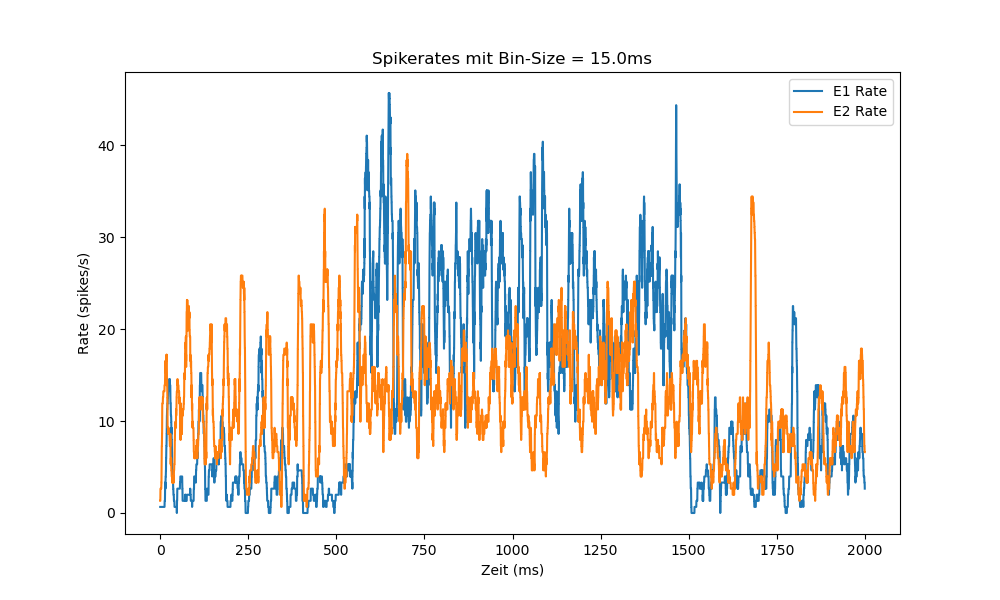 Spikerates mit Bin-Size = 15.0ms
E1 Rate
E2 Rate
Rate (spikes/s)
40
30
20
10
0
0 250 500 750 1000 1250 1500 1750 2000
Zeit (ms)